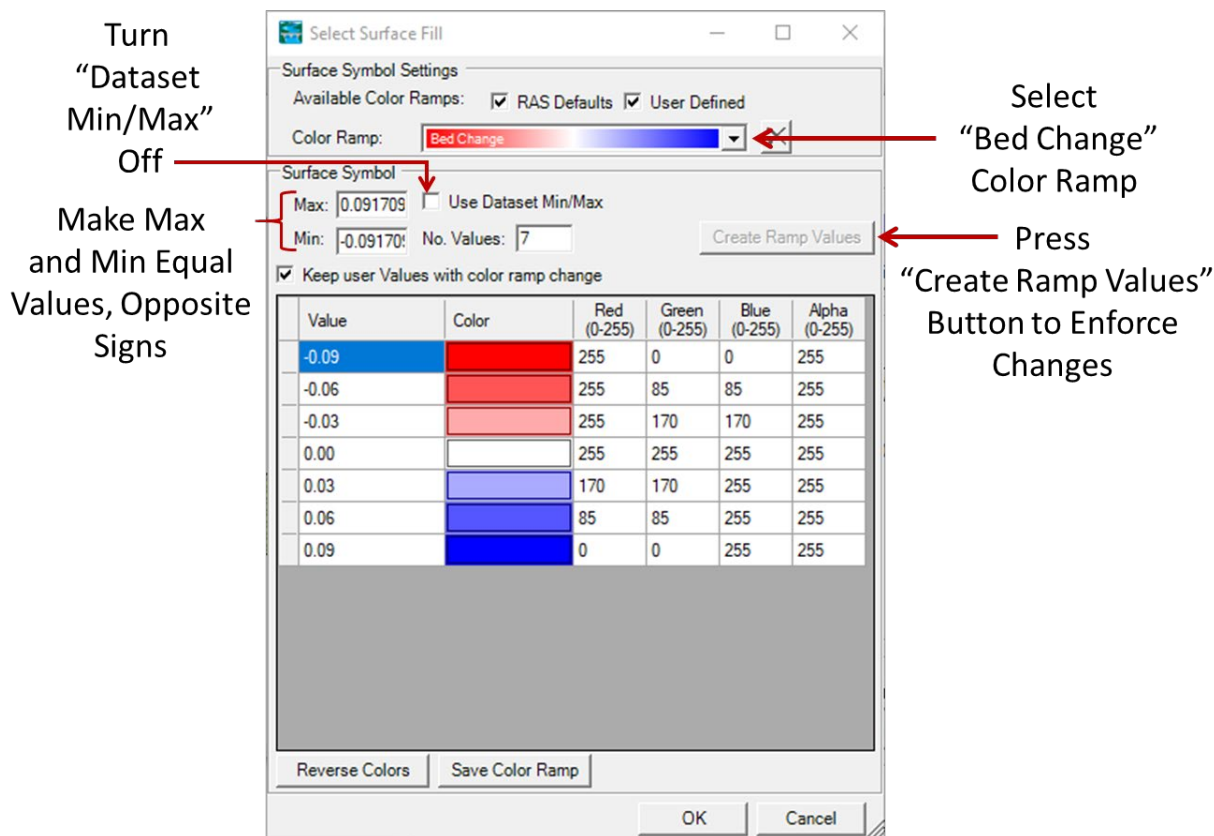 Turn
“Dataset
Min/Max”
Off
Make Max
and Min Equal
Values, Opposite
Signs
Select Surface Fill
Surface Symbol Settings
Available Color Ramps: RAS Defaults User Defined
Color Ramp: Bed Change
Surface Symbol
Max: 0.091709 Use Dataset Min/Max
Min: -0.09170 No. Values: 7 Create Ramp Values
Keep user Values with color ramp change
Value Color Red (0-255) Green (0-255) Blue (0-255) Alpha (0-255)
-0.09 255 0 0 255
-0.06 255 85 85 255
-0.03 255 170 170 255
0.00 255 255 255 255
0.03 170 170 255 255
0.06 85 85 255 255
0.09 0 0 255 255
Reverse Colors Save Color Ramp
OK Cancel
Select
“Bed Change”
Color Ramp
Press
“Create Ramp Values”
Button to Enforce
Changes